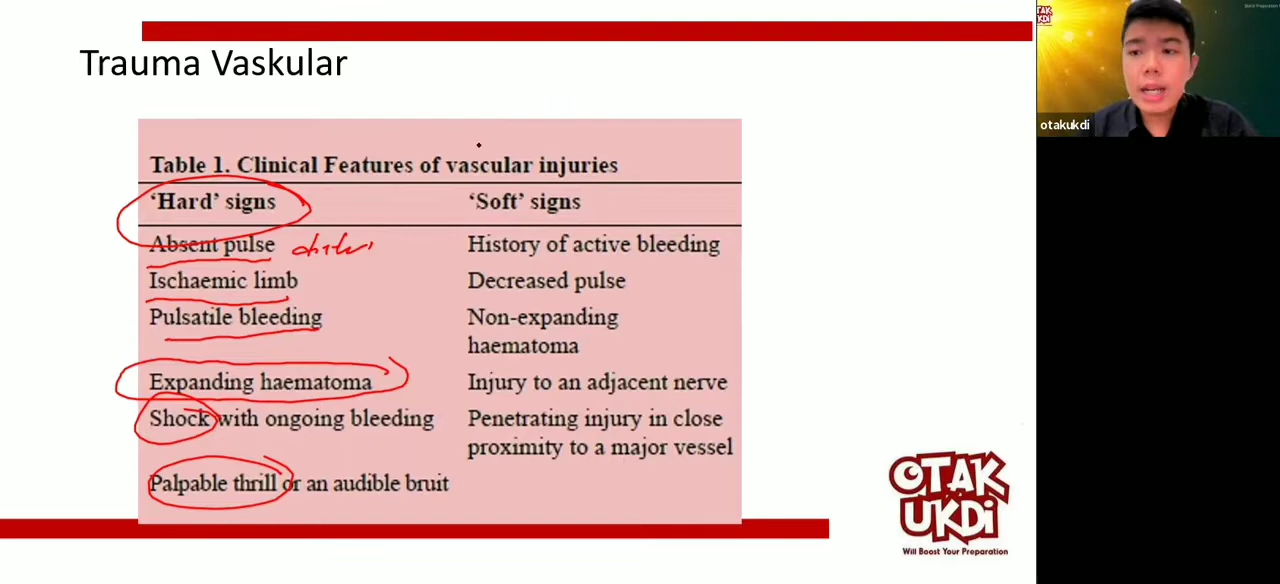 Trauma Vaskular
Table 1. Clinical Features of vascular injuries
‘Hard’ signs
‘Soft’ signs
Absent pulse
History of active bleeding
Ischaemic limb
Decreased pulse
Pulsatile bleeding
Non-expanding
haematoma
Expanding haematoma
Injury to an adjacent nerve
Shock with ongoing bleeding
Penetrating injury in close
proximity to a major vessel
Palpable thrill or an audible bruit
OTAK
UKDi
Will Boost Your Preparation
otakukdi